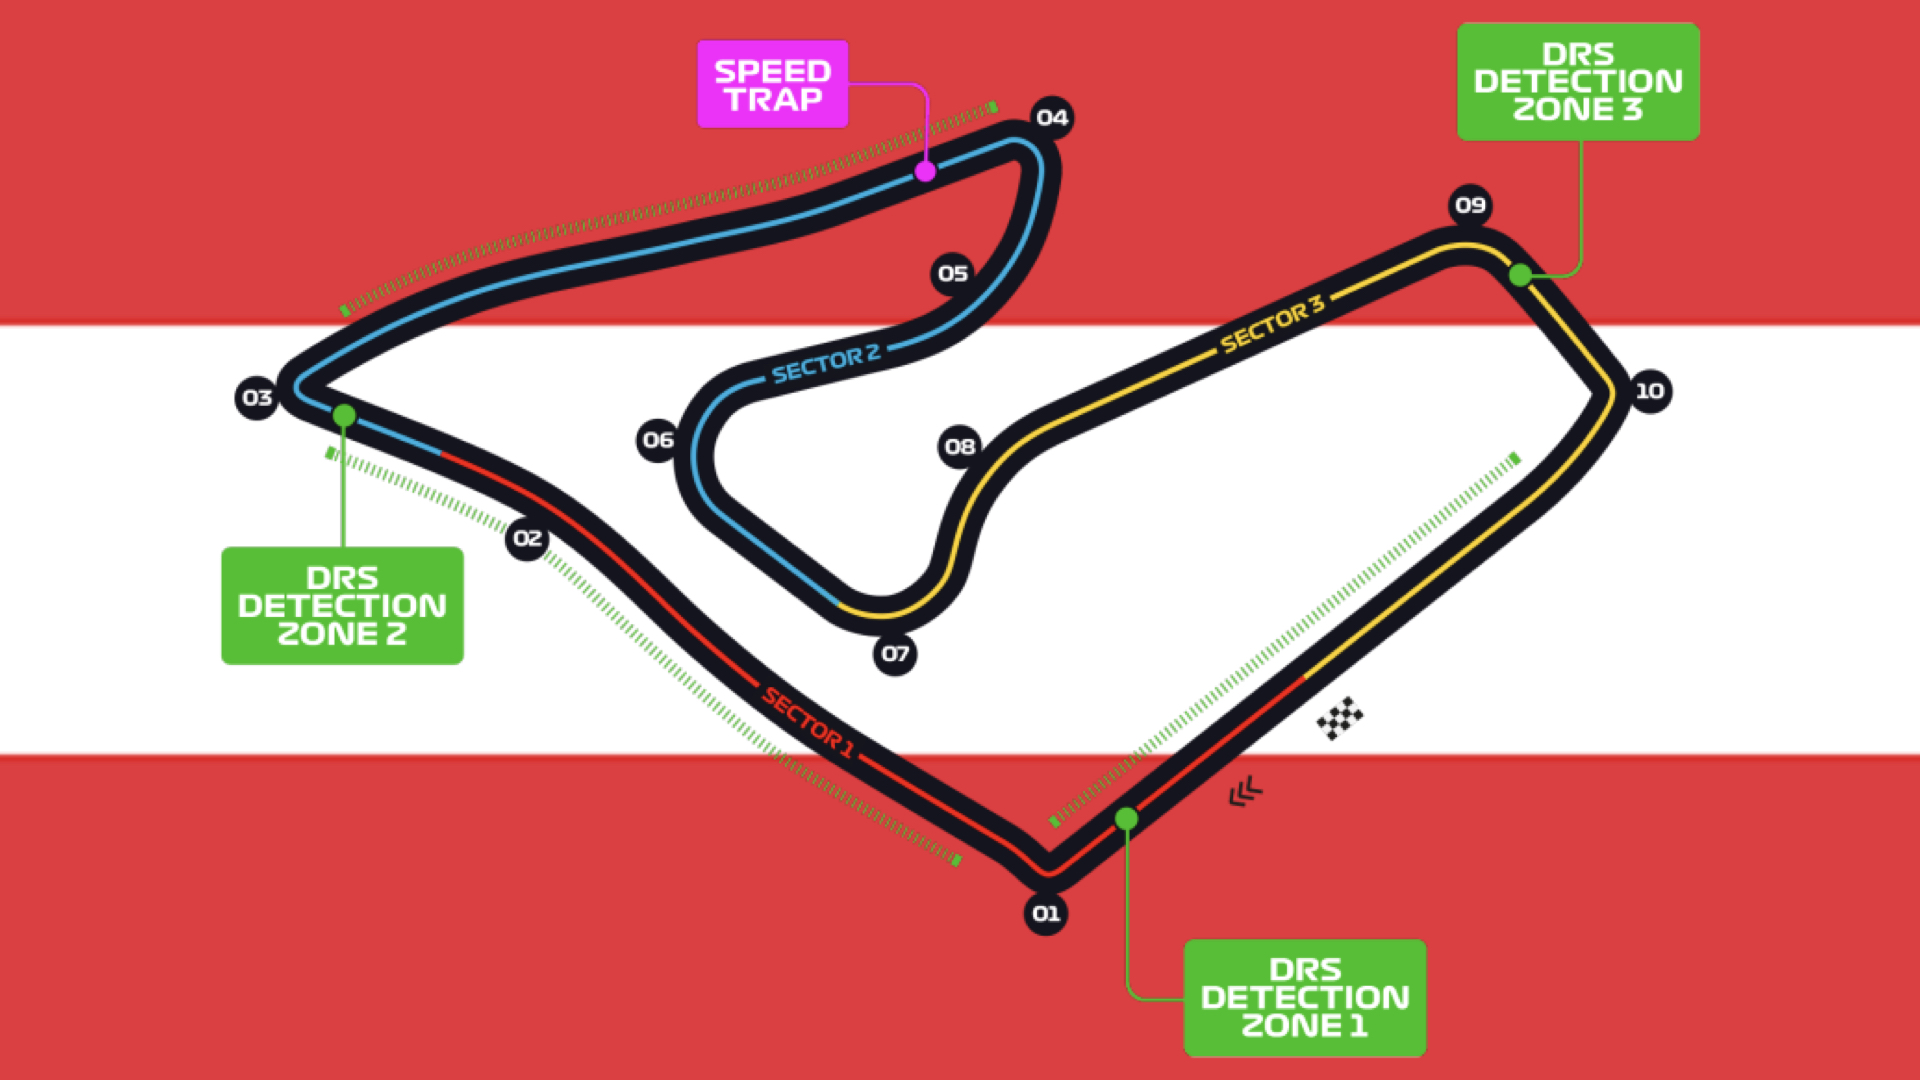 SPEED
TRAP
DRS
DETECTION
ZONE 3
04
09
05
SECTOR 3
SECTOR 2
03
10
06
08
02
DRS
DETECTION
ZONE 2
07
SECTOR 1
01
DRS
DETECTION
ZONE 1